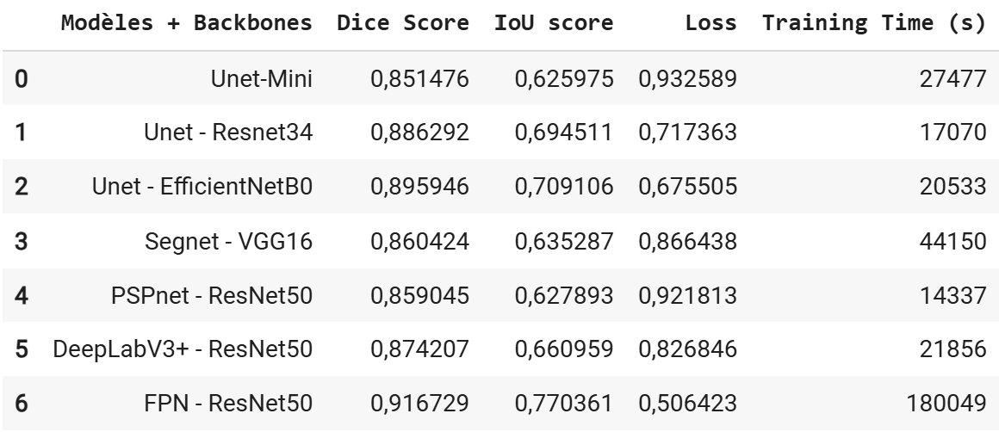 Modèles + Backbones Dice Score IoU score Loss Training Time (s)
0 Unet-Mini 0,851476 0,625975 0,932589 27477
1 Unet - Resnet34 0,886292 0,694511 0,717363 17070
2 Unet - EfficientNetB0 0,895946 0,709106 0,675505 20533
3 Segnet - VGG16 0,860424 0,635287 0,866438 44150
4 PSPnet - ResNet50 0,859045 0,627893 0,921813 14337
5 DeepLabV3+ - ResNet50 0,874207 0,660959 0,826846 21856
6 FPN - ResNet50 0,916729 0,770361 0,506423 180049